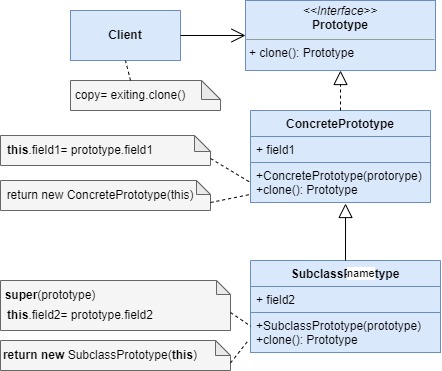 <<Interface>>
Prototype
+ clone(): Prototype
Client
copy= exiting.clone()
ConcretePrototype
+ field1
+ConcretePrototype(protorype)
+clone(): Prototype
this.field1= prototype.field1
return new ConcretePrototype(this)
name
+ field2
+SubclassPrototype(prototype)
+clone(): Prototype
super(prototype)
this.field2= prototype.field2
return new SubclassPrototype(this)